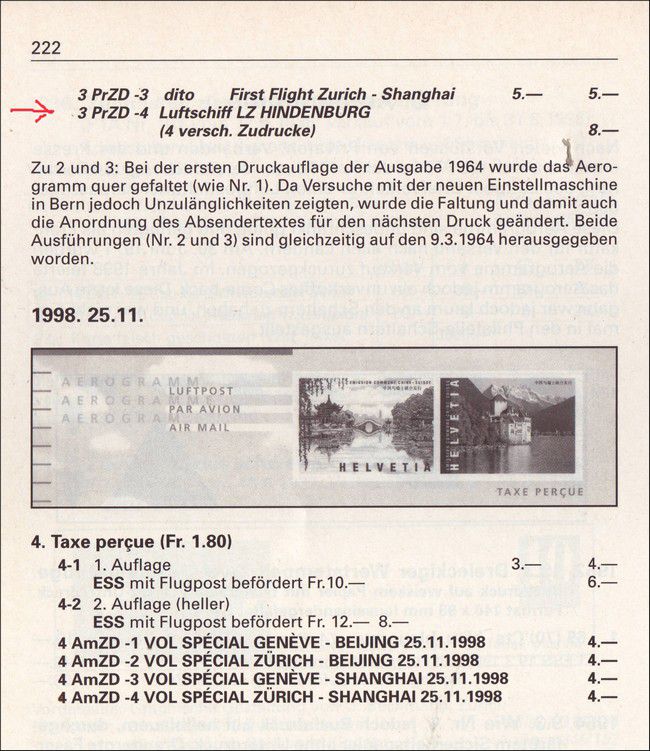 222
3 PrZD -3 dito First Flight Zurich - Shanghai 5.— 5.—
3 PrZD -4 Luftschiff LZ HINDENBURG
(4 versch. Zudrucke) 8.—
Zu 2 und 3: Bei der ersten Druckauflage der Ausgabe 1964 wurde das Aero-
gramm quer gefaltet (wie Nr. 1). Da Versuche mit der neuen Einstellmaschine
in Bern jedoch Unzulänglichkeiten zeigten, wurde die Faltung und damit auch
die Anordnung des Absendertextes für den nächsten Druck geändert. Beide
Ausführungen (Nr. 2 und 3) sind gleichzeitig auf den 9.3.1964 herausgegeben
worden.
1998. 25.11.
AEROGRAMM
AEROGRAMME
AEROGRAMM
LUFTPOST
PAR AVION
AIR MAIL
EMISSION COMMUNE CHINE-SUISSE
HELVETIA
HELVETIA
TAXE PERÇUE
4. Taxe perçue (Fr. 1.80)
4-1 1. Auflage 3.— 4.—
ESS mit Flugpost befördert Fr.10.— 6.—
4-2 2. Auflage (heller)
ESS mit Flugpost befördert Fr. 12.— 8.—
4 AmZD -1 VOL SPÉCIAL GENÈVE - BEIJING 25.11.1998 4.—
4 AmZD -2 VOL SPÉCIAL ZÜRICH - BEIJING 25.11.1998 4.—
4 AmZD -3 VOL SPÉCIAL GENÈVE - SHANGHAI 25.11.1998 4.—
4 AmZD -4 VOL SPÉCIAL ZÜRICH - SHANGHAI 25.11.1998 4.—